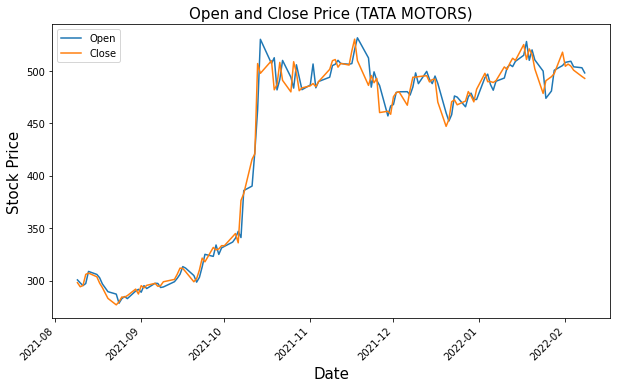 Open and Close Price (TATA MOTORS)
Open
Close
Stock Price
500
450
400
350
300
2021-08
2021-09
2021-10
2021-11
2021-12
2022-01
2022-02
Date